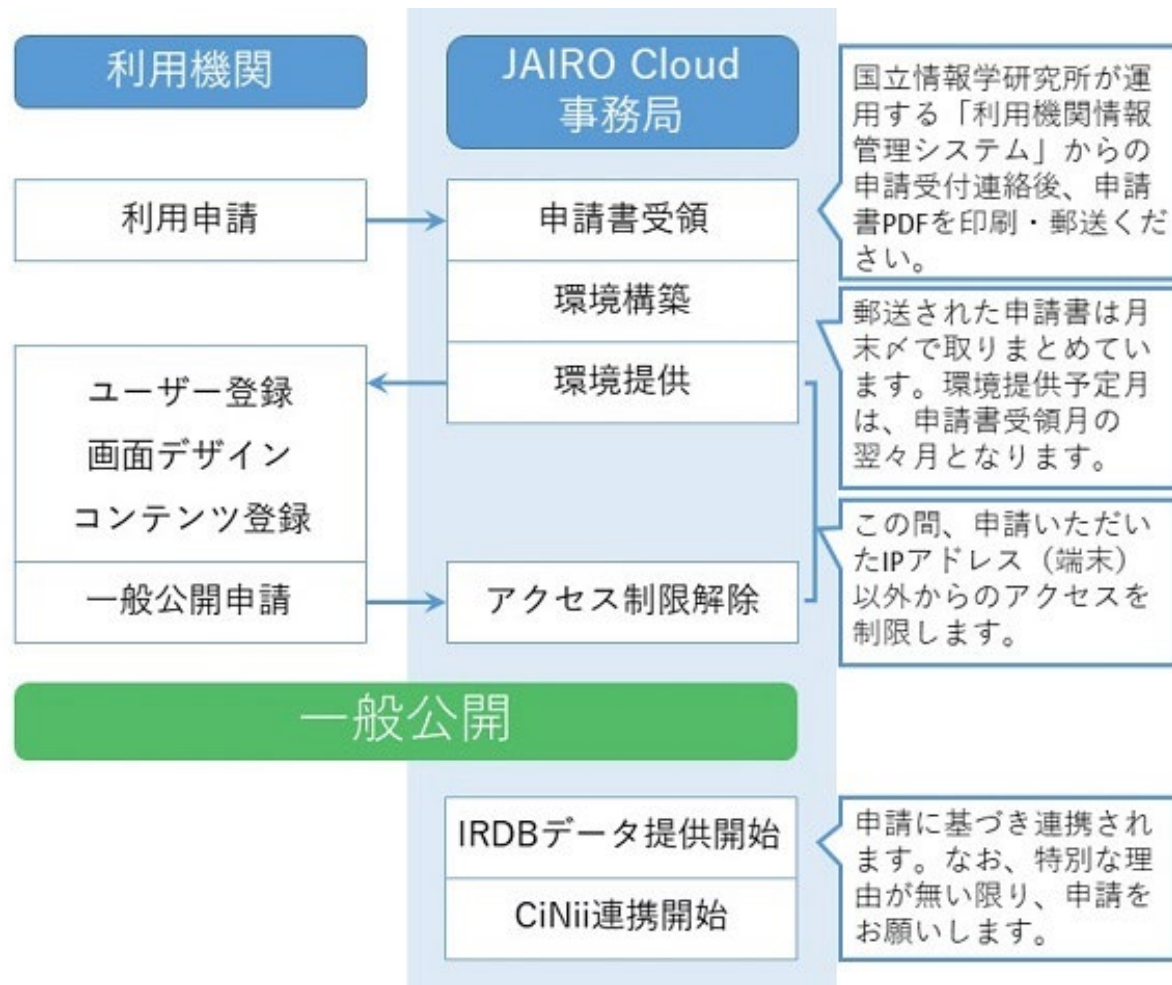 利用機関
JAIRO Cloud
事務局
国立情報学研究所が運
用する「利用機関情報
管理システム」からの
申請受付連絡後、申請
書PDFを印刷・郵送くだ
さい。
利用申請
申請書受領
環境構築
環境提供
郵送された申請書は月
末〆で取りまとめてい
ます。環境提供予定月
は、申請書受領月の
翌々月となります。
ユーザー登録
画面デザイン
コンテンツ登録
一般公開申請
アクセス制限解除
この間、申請いただい
たIPアドレス（端末）
以外からのアクセスを
制限します。
一般公開
IRDBデータ提供開始
CiNii連携開始
申請に基づき連携され
ます。なお、特別な理
由が無い限り、申請を
お願いします。